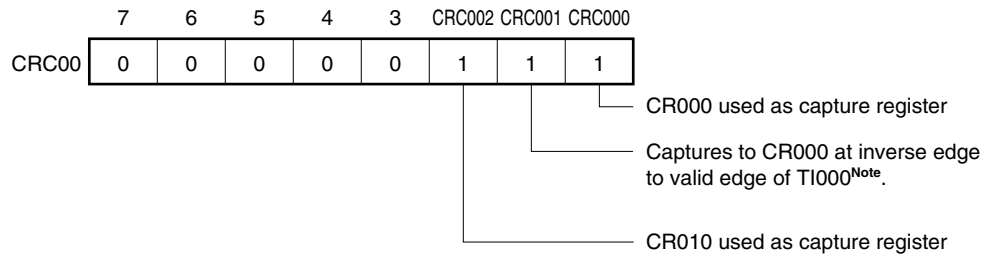 7 6 5 4 3 CRC002 CRC001 CRC000
CRC00 0 0 0 0 0 1 1 1
CR000 used as capture register
Captures to CR000 at inverse edge
to valid edge of TI000Note.
CR010 used as capture register